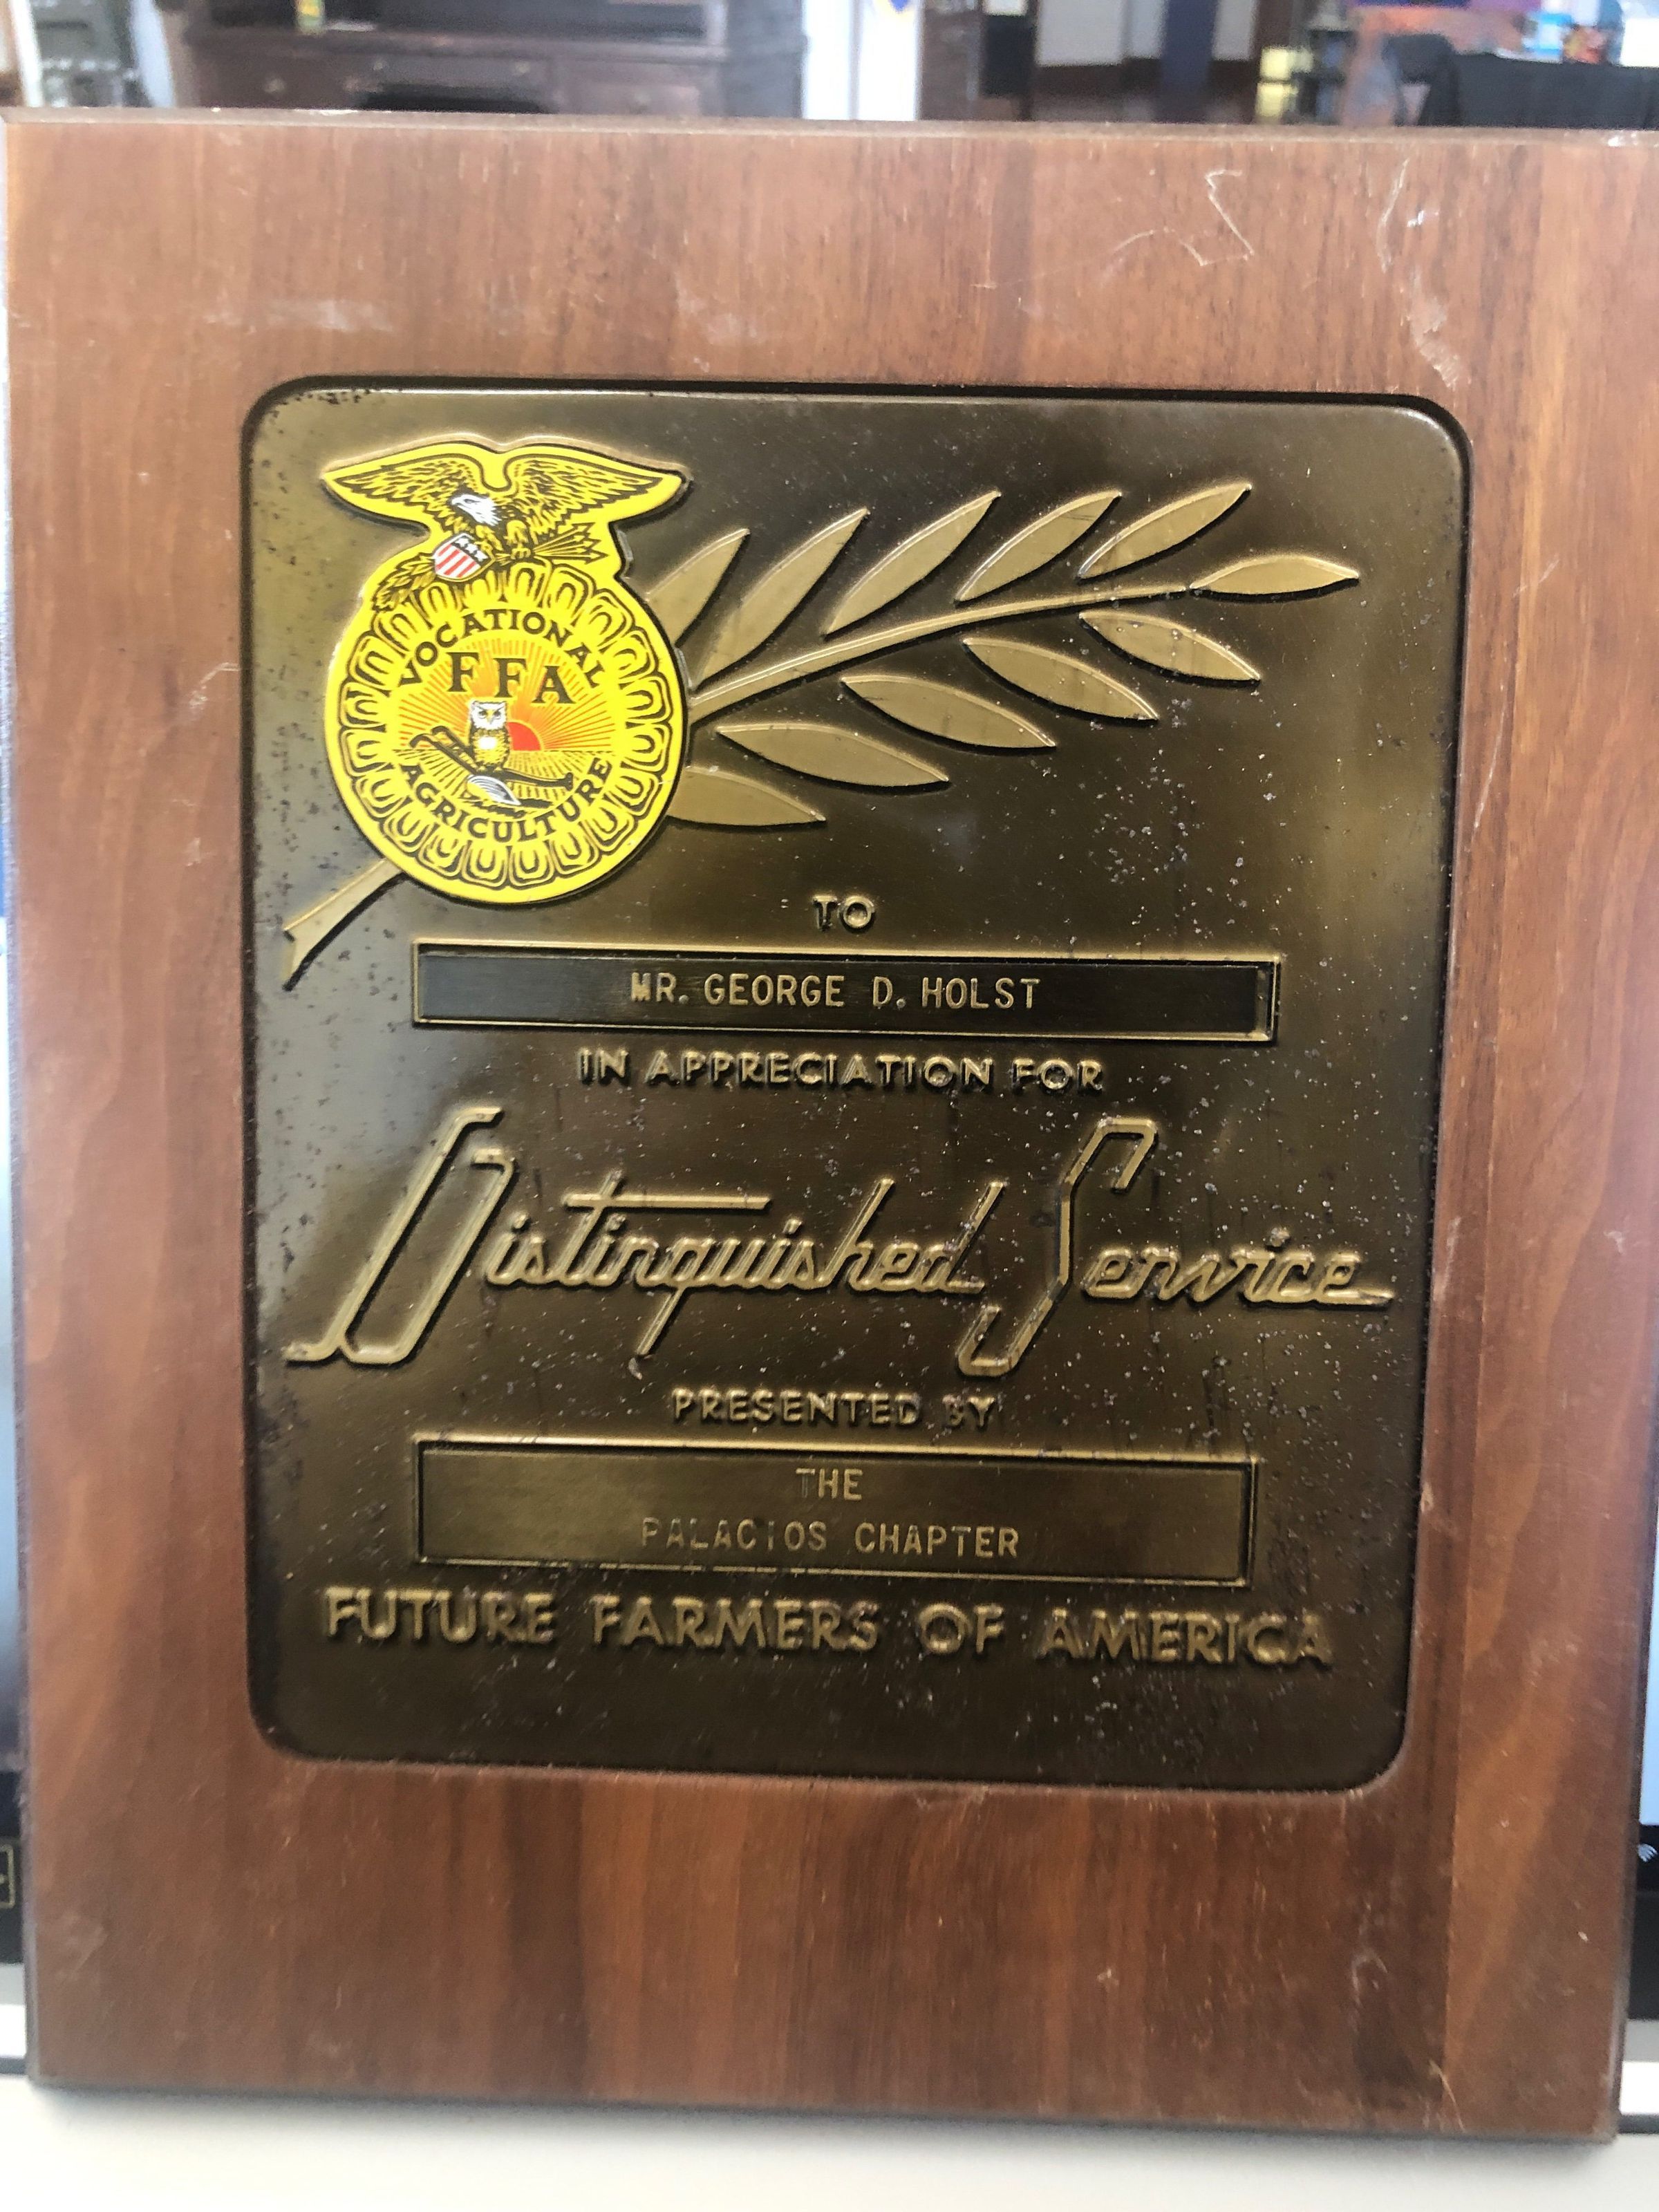 VOCATIONAL
FFA
AGRICULTURE
TO
MR. GEORGE D. HOLST
IN APPRECIATION FOR
Distinguished Service
PRESENTED BY
THE
PALACIOS CHAPTER
FUTURE FARMERS OF AMERICA